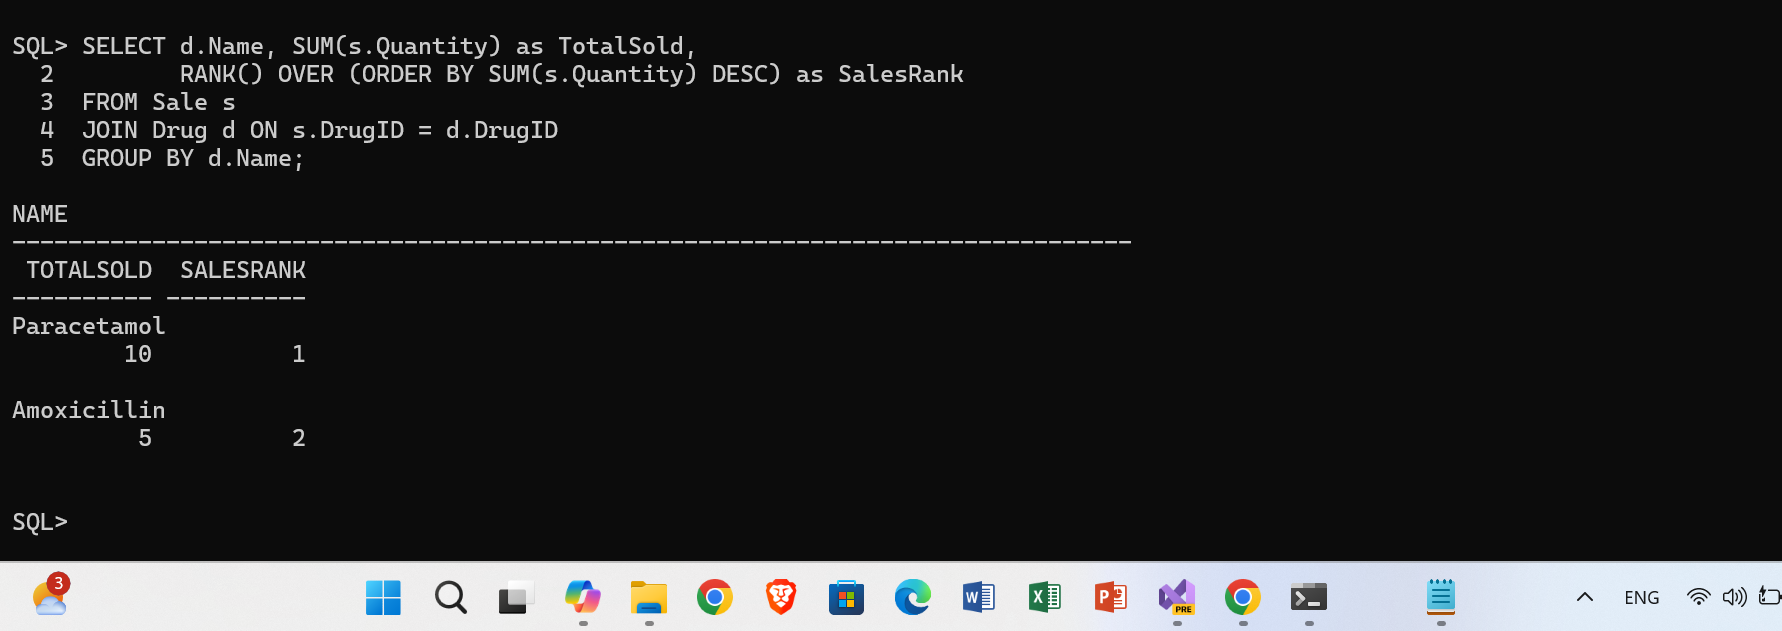 SQL> SELECT d.Name, SUM(s.Quantity) as TotalSold,
  2         RANK() OVER (ORDER BY SUM(s.Quantity) DESC) as SalesRank
  3  FROM Sale s
  4  JOIN Drug d ON s.DrugID = d.DrugID
  5  GROUP BY d.Name;
NAME
--------------------------------------------------------------------------------
 TOTALSOLD  SALESRANK
---------- ----------
Paracetamol
        10          1
Amoxicillin
         5          2
SQL>
3
W
X
P
PRE
ENG